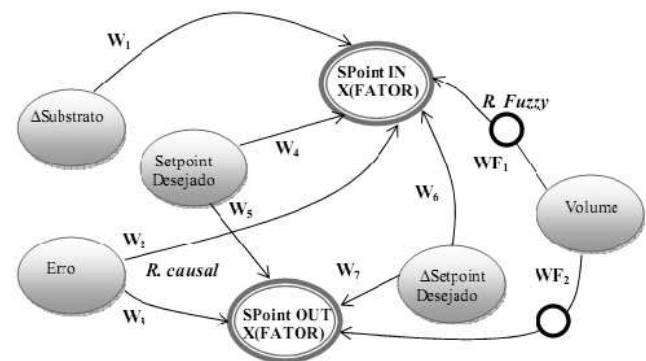 W₁
SPoint IN
X(FATOR)
R. Fuzzy
ΔSubstrato
W₄
WF₁
Setpoint
Desejado
W₅
W₆
Volume
W₂
Erro
R. causal
W₇
ΔSetpoint
Desejado
WF₂
W₃
SPoint OUT
X(FATOR)